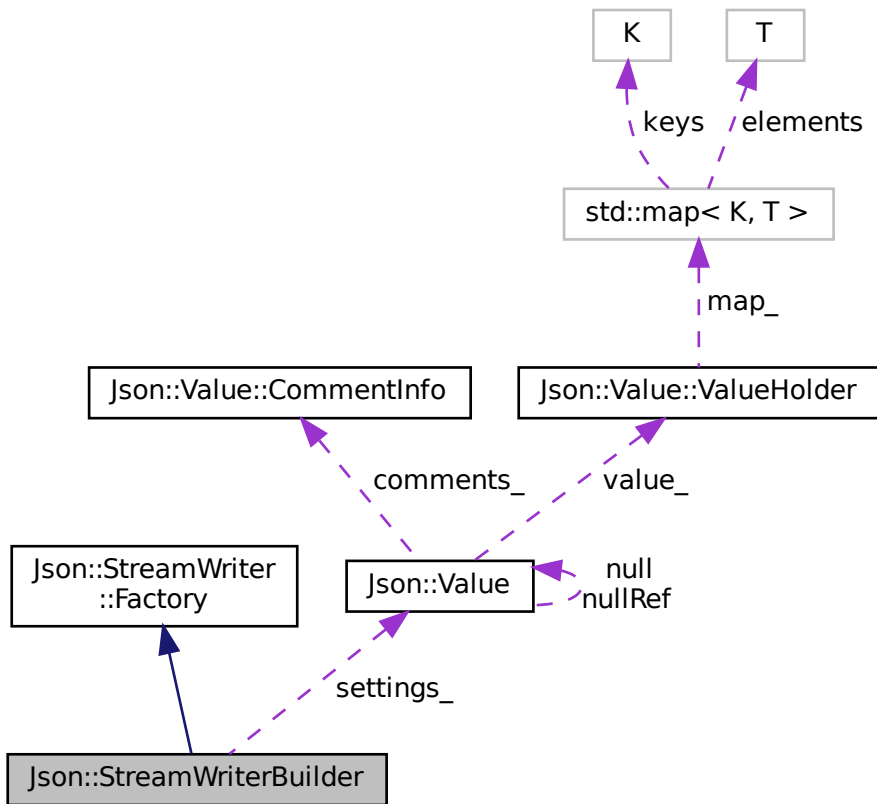 K
T
keys
elements
std::map< K, T >
map_
Json::Value::CommentInfo
Json::Value::ValueHolder
comments_
value_
Json::StreamWriter
::Factory
Json::Value
null
nullRef
settings_
Json::StreamWriterBuilder